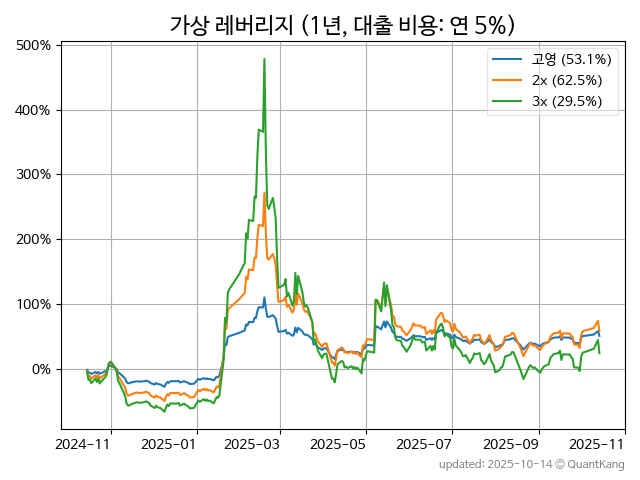 가상 레버리지 (1년, 대출 비용: 연 5%)
고영 (53.1%)
2x (62.5%)
3x (29.5%)
500%
400%
300%
200%
100%
0%
2024-11 2025-01 2025-03 2025-05 2025-07 2025-09 2025-11
updated: 2025-10-14 © QuantKang